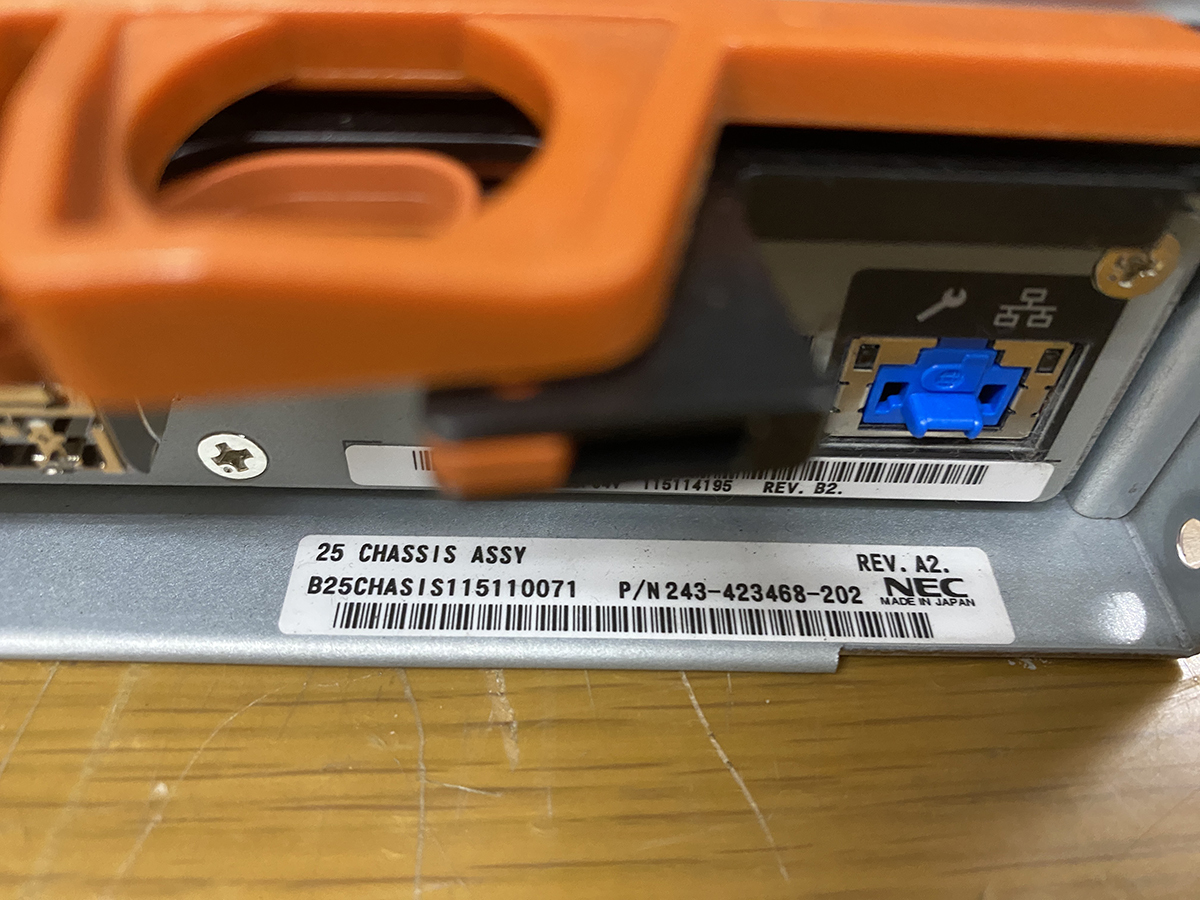 115114195 REV. B2.
25 CHASSIS ASSY REV. A2.
B25CHASIS115110071 P/N 243-423468-202 NEC
MADE IN JAPAN